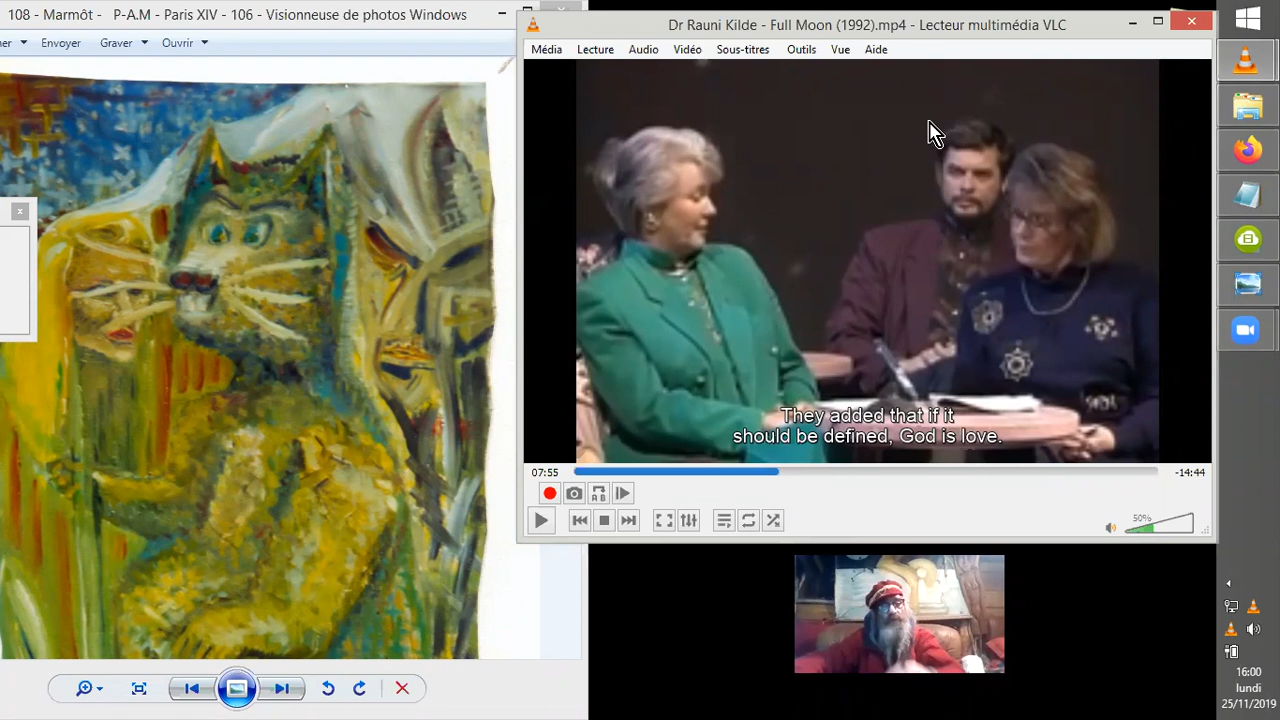 108 - Marmôt -   P-A.M - Paris XIV - 106 - Visionneuse de photos Windows
Envoyer
Graver
Ouvrir
Dr Rauni Kilde - Full Moon (1992).mp4 - Lecteur multimédia VLC
Média Lecture Audio Vidéo Sous-titres Outils Vue Aide
They added that if it
should be defined, God is love.
07:55
-14:44
A B
50%
16:00
lundi
25/11/2019